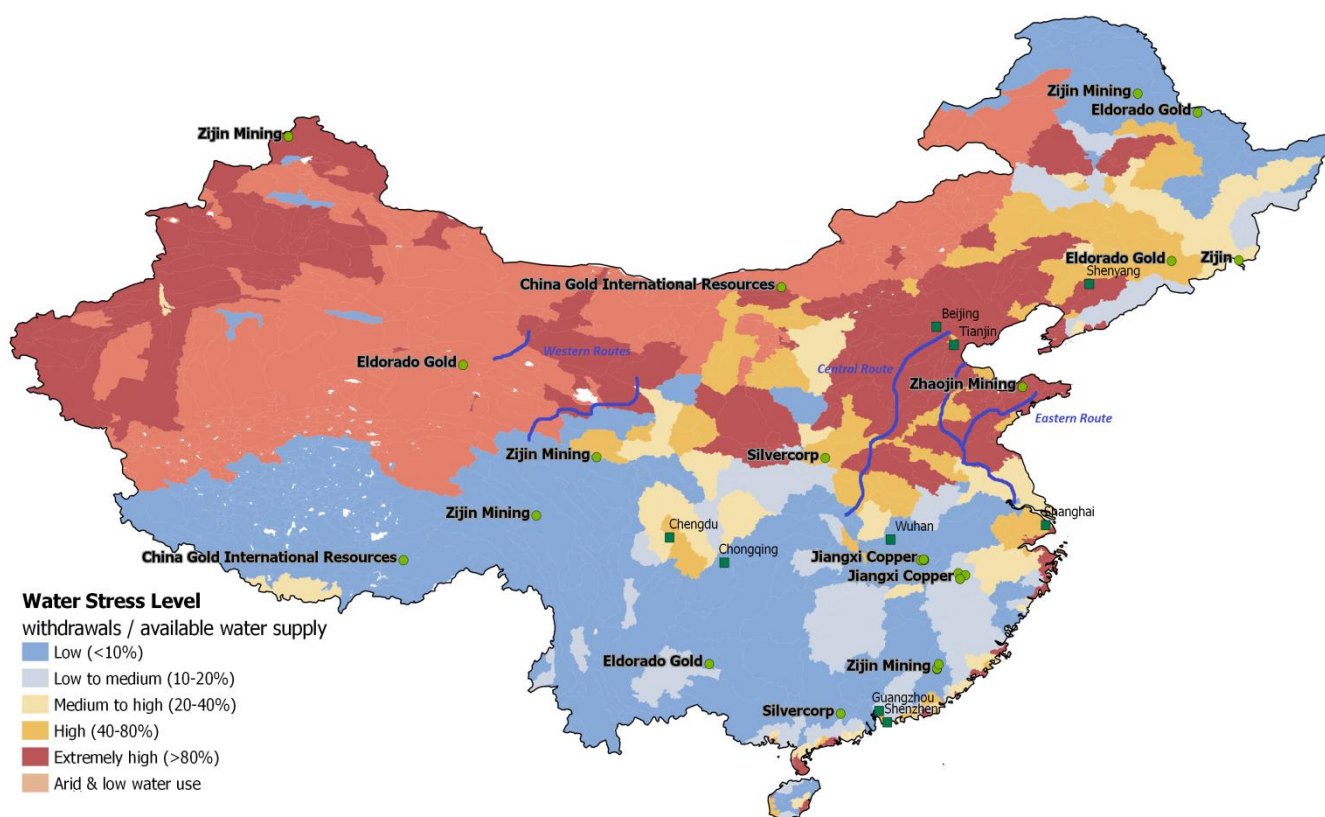 Zijin Mining
Eldorado Gold
Zijin Mining
Eldorado Gold
Zijin
Shenyang
China Gold International Resources
Beijing
Tianjin
Western Routes
Eldorado Gold
Central Route
Zhaojin Mining
Eastern Route
Zijin Mining
Silvercorp
Zijin Mining
Chengdu
Wuhan
Shanghai
Chongqing
China Gold International Resources
Jiangxi Copper
Jiangxi Copper
Water Stress Level
withdrawals / available water supply
Low (<10%)
Low to medium (10-20%)
Medium to high (20-40%)
High (40-80%)
Extremely high (>80%)
Arid & low water use
Eldorado Gold
Zijin Mining
Guangzhou
Silvercorp
Shenzhen